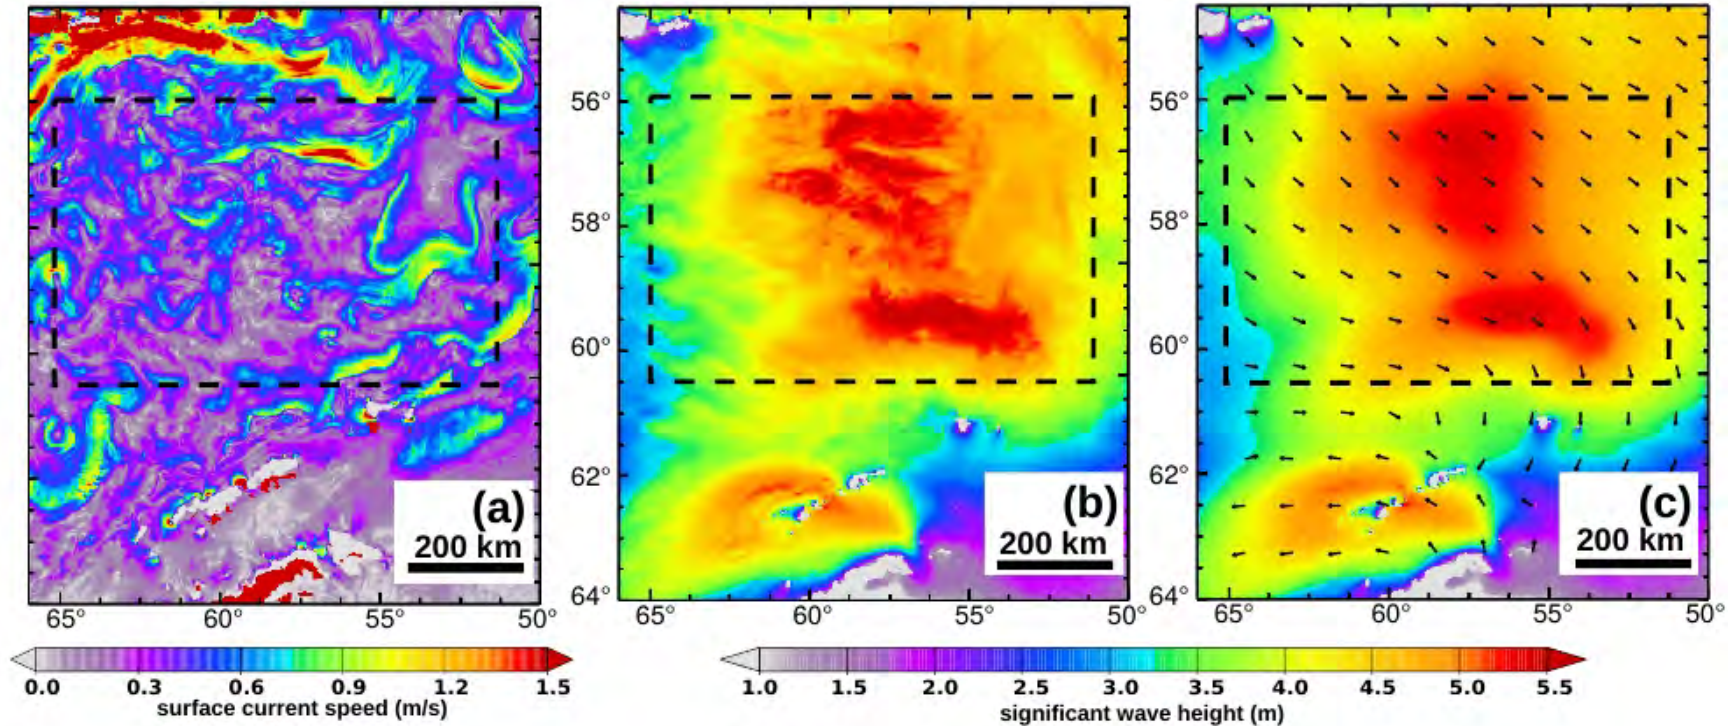 56°
58°
60°
62°
64°
56°
58°
60°
62°
64°
(a)
200 km
(b)
200 km
(c)
200 km
65° 60° 55° 50°
65° 60° 55° 50°
65° 60° 55° 50°
0.0 0.3 0.6 0.9 1.2 1.5
surface current speed (m/s)
1.0 1.5 2.0 2.5 3.0 3.5 4.0 4.5 5.0 5.5
significant wave height (m)